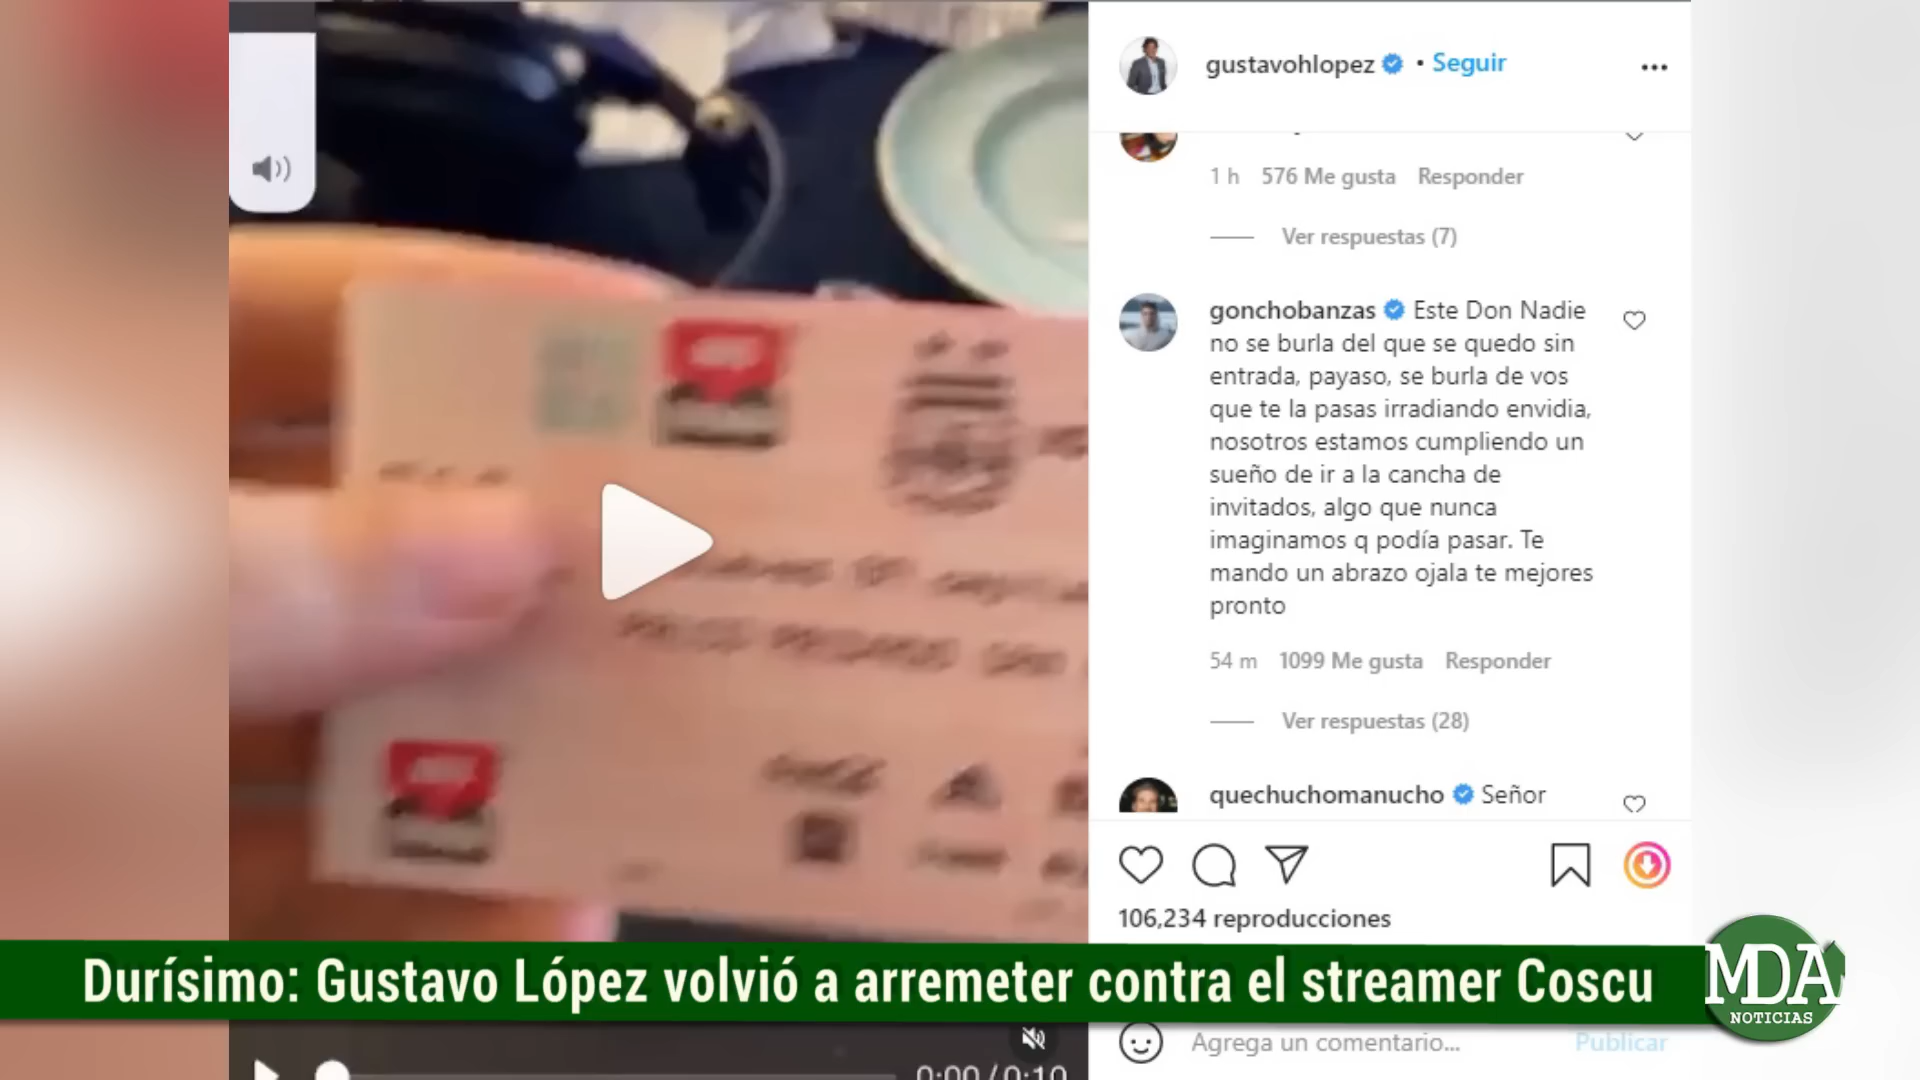 gustavohlopez • Seguir
1 h 576 Me gusta Responder
Ver respuestas (7)
gonchobanzas Este Don Nadie
no se burla del que se quedo sin
entrada, payaso, se burla de vos
que te la pasas irradiando envidia,
nosotros estamos cumpliendo un
sueño de ir a la cancha de
invitados, algo que nunca
imaginamos q podía pasar. Te
mando un abrazo ojala te mejores
pronto
54 m 1099 Me gusta Responder
Ver respuestas (28)
quechuchomanucho Señor
106,234 reproducciones
Durísimo: Gustavo López volvió a arremeter contra el streamer Coscu
MDA
NOTICIAS
Agrega un comentario... Publicar
0:00 / 0:10